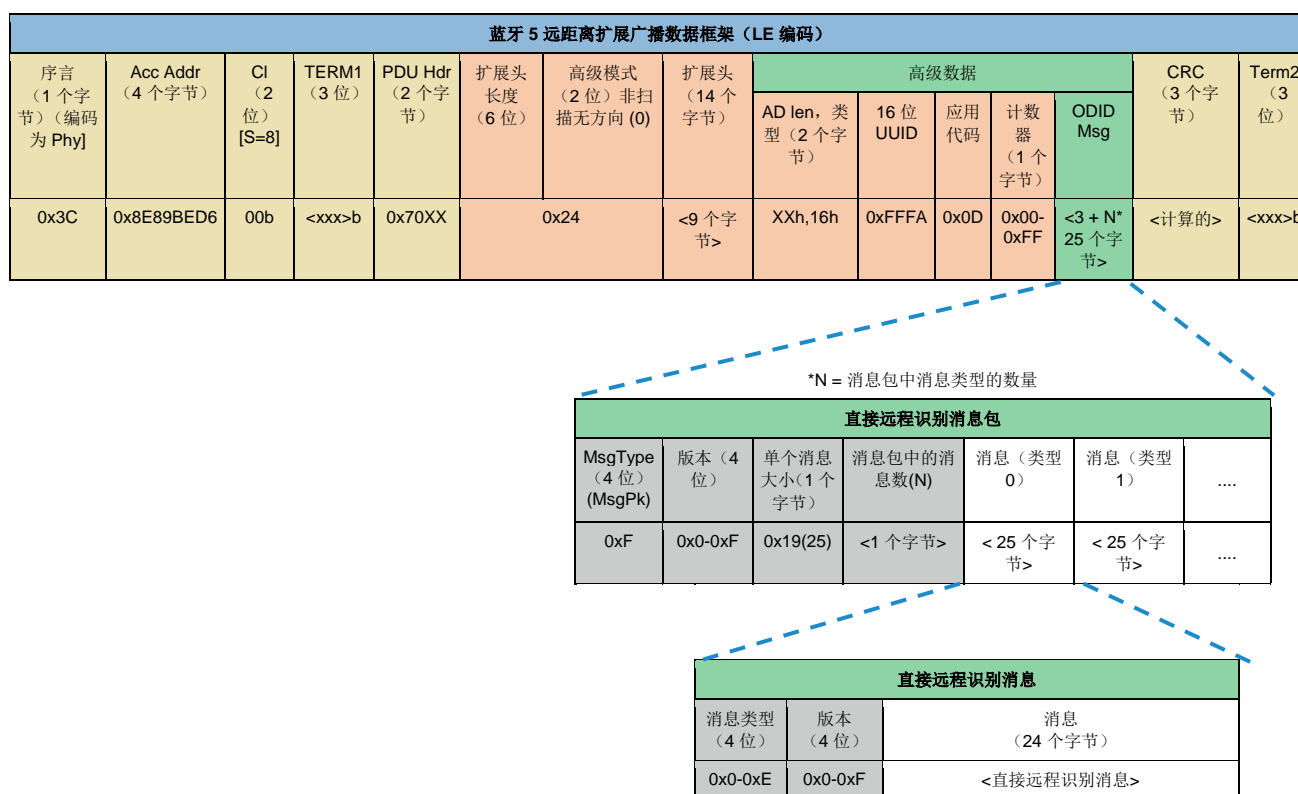 蓝牙 5 远距离扩展广播数据框架（LE 编码）
序言
（1 个字
节）（编码
为 Phy]
Acc Addr
（4 个字节）
CI
（2
位）
[S=8]
TERM1
（3 位）
PDU Hdr
（2 个字
节）
扩展头
长度
（6 位）
高级模式
（2 位）非扫
描无方向 (0)
扩展头
（14 个
字节）
高级数据
AD len，类
型（2 个字
节）
16 位
UUID
应用
代码
计数
器
（1 个
字节）
ODID
Msg
CRC
（3 个字
节）
Term2
（3
位）
0x3C
0x8E89BED6
00b
<xxx>b
0x70XX
0x24
<9 个字
节>
XXh,16h
0xFFFA
0x0D
0x00-
0xFF
<3 + N*
25 个字
节>
<计算的>
<xxx>b
*N = 消息包中消息类型的数量
直接远程识别消息包
MsgType
（4 位）
(MsgPk)
版本（4
位）
单个消息
大小（1 个
字节）
消息包中的消
息数(N)
消息（类型
0）
消息（类型
1）
....
0xF
0x0-0xF
0x19(25)
<1 个字节>
< 25 个字
节>
< 25 个字
节>
....
直接远程识别消息
消息类型
（4 位）
版本
（4 位）
消息
（24 个字节）
0x0-0xE
0x0-0xF
<直接远程识别消息>